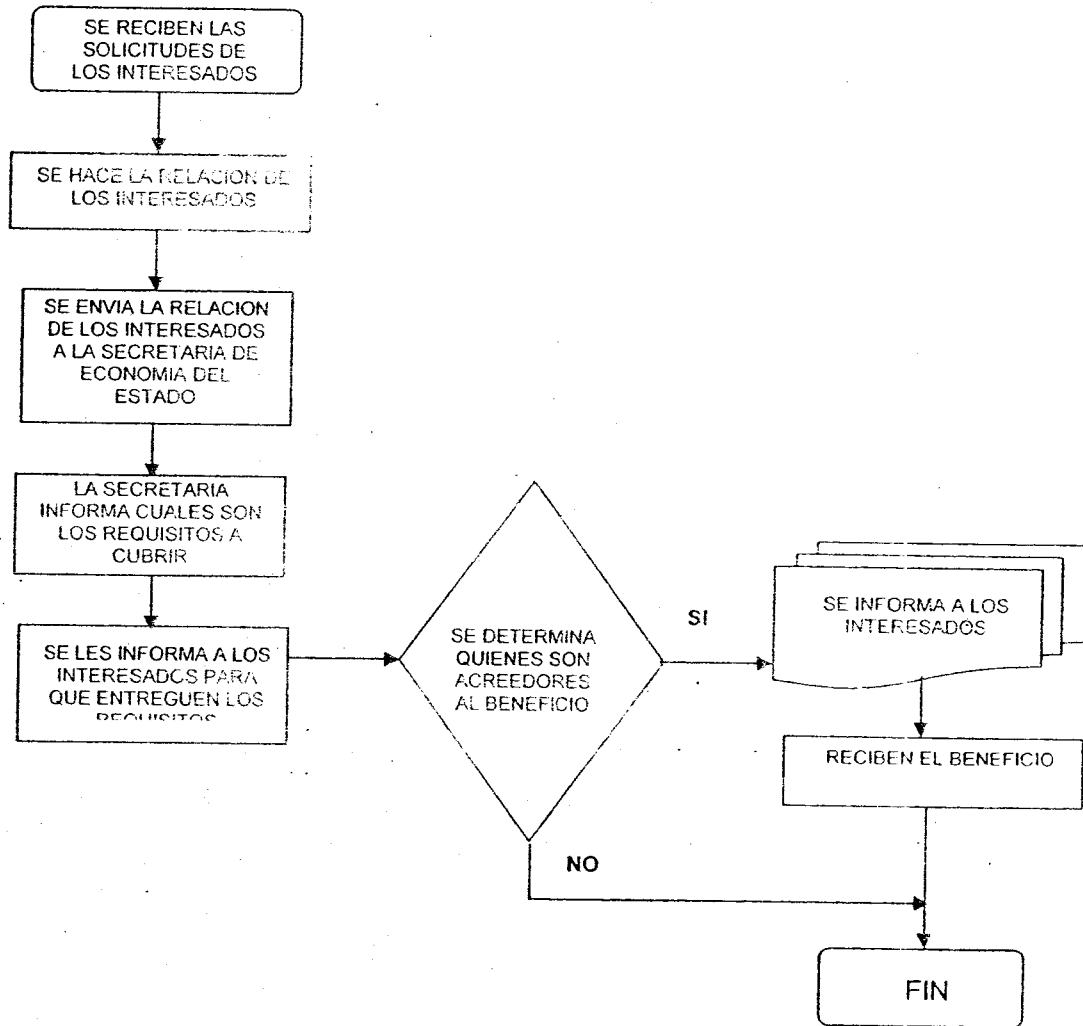 SE RECIBEN LAS
SOLICITUDES DE
LOS INTERESADOS
SE HACE LA RELACION DE
LOS INTERESADOS
SE ENVIA LA RELACION
DE LOS INTERESADOS
A LA SECRETARIA DE
ECONOMIA DEL
ESTADO
LA SECRETARIA
INFORMA CUALES SON
LOS REQUISITOS A
CUBRIR
SE LES INFORMA A LOS
INTERESADOS PARA
QUE ENTREGUEN LOS
REQUISITOS
SE DETERMINA
QUIENES SON
ACREEDORES
AL BENEFICIO
SI
SE INFORMA A LOS
INTERESADOS
RECIBEN EL BENEFICIO
NO
FIN